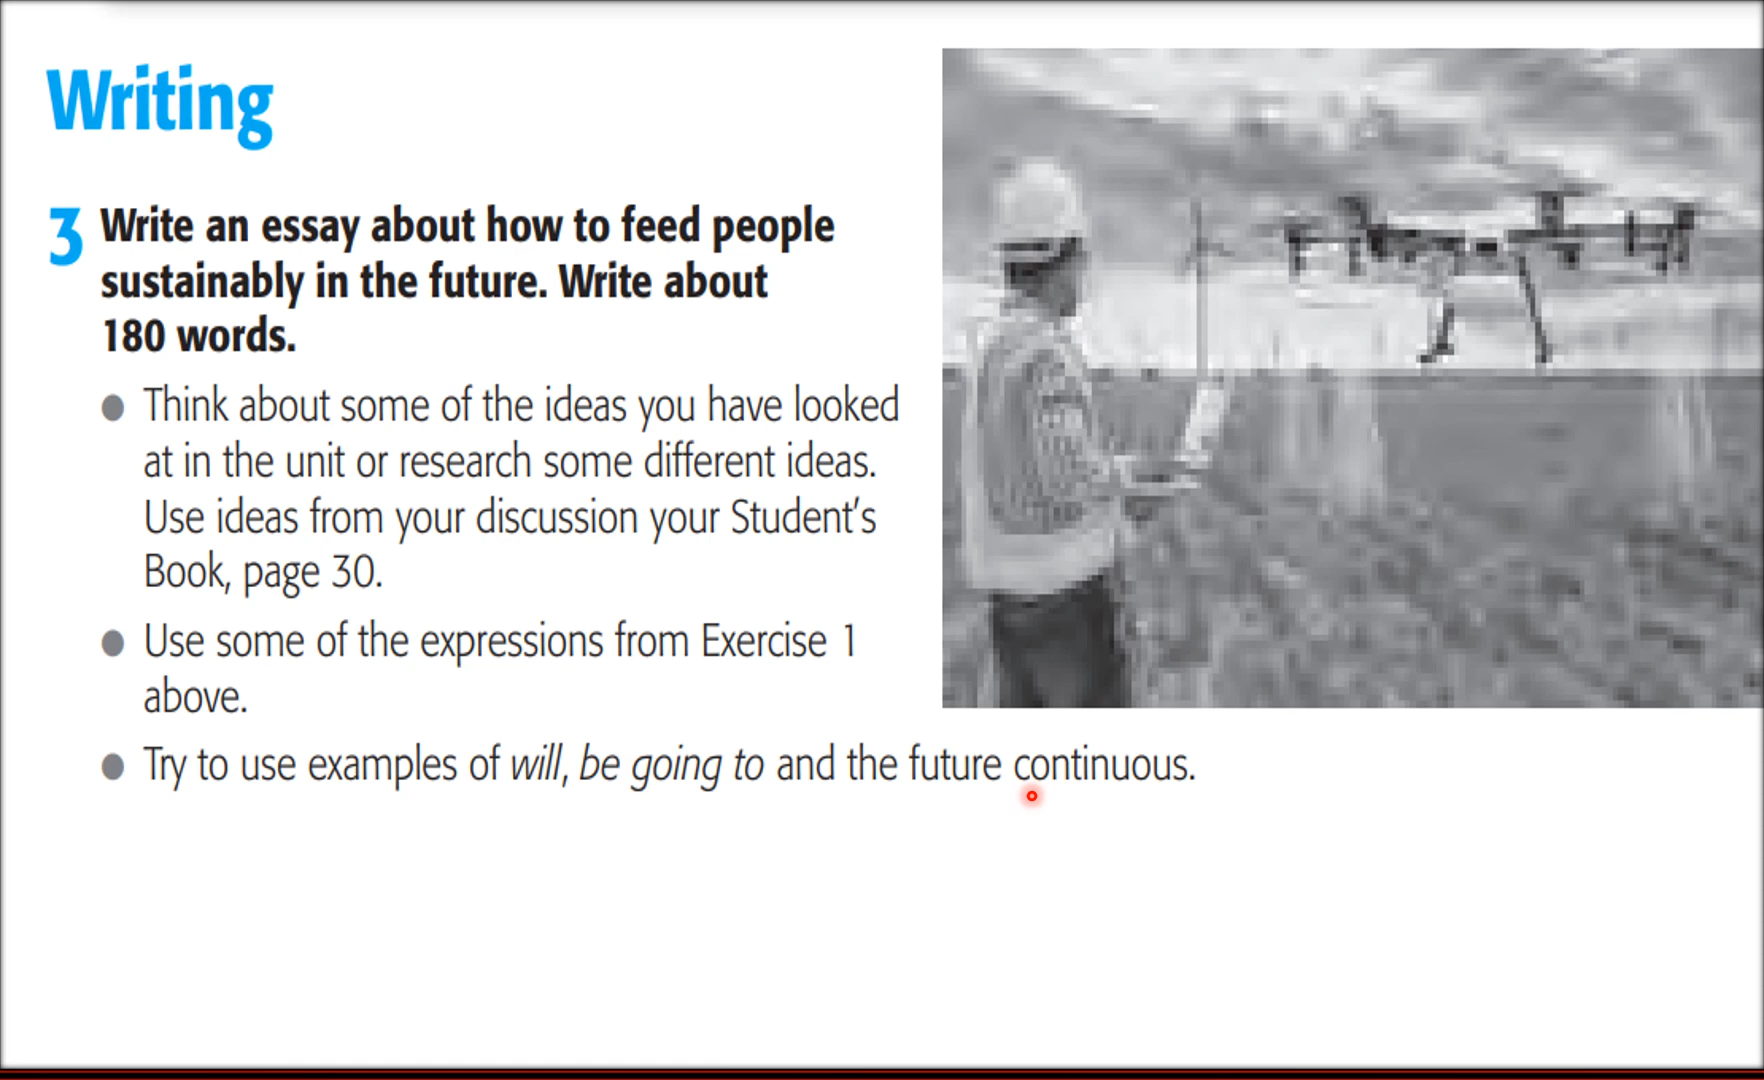 Writing
3 Write an essay about how to feed people
sustainably in the future. Write about
180 words.
● Think about some of the ideas you have looked
at in the unit or research some different ideas.
Use ideas from your discussion your Student's
Book, page 30.
● Use some of the expressions from Exercise 1
above.
● Try to use examples of will, be going to and the future continuous.